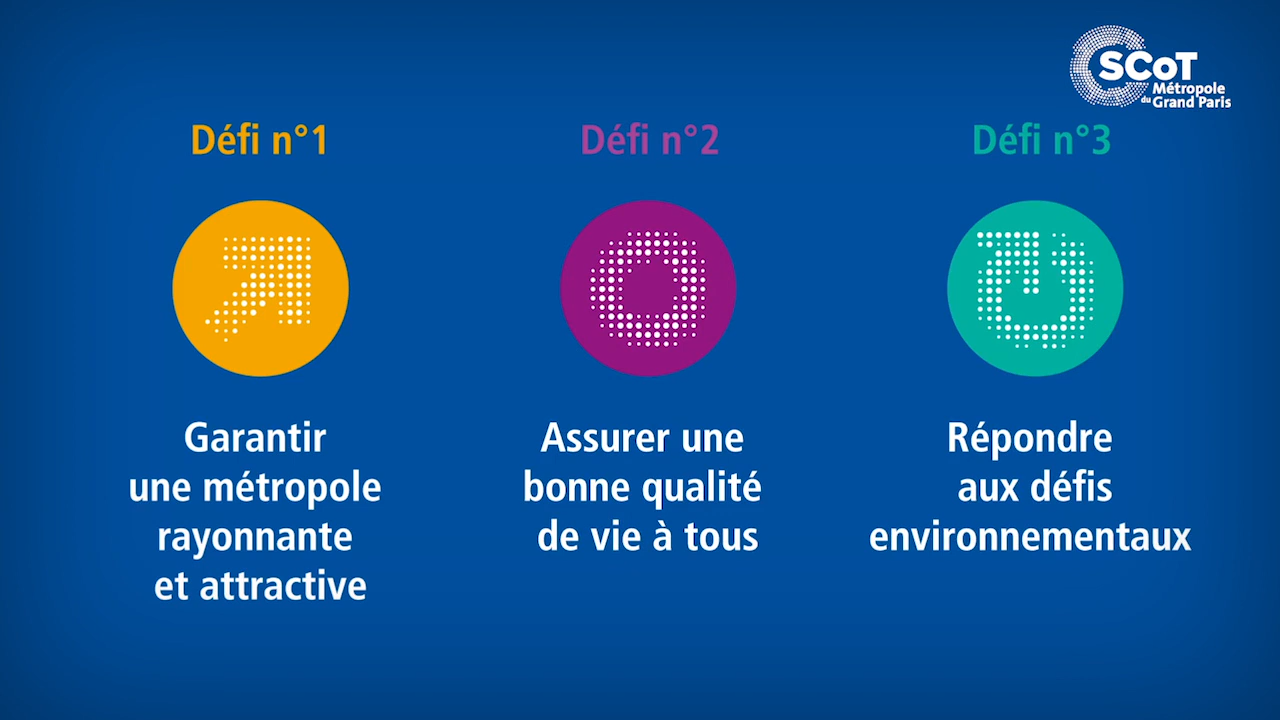 SCoT
Métropole
du Grand Paris
Défi n°1
Défi n°2
Défi n°3
Garantir
une métropole
rayonnante
et attractive
Assurer une
bonne qualité
de vie à tous
Répondre
aux défis
environnementaux